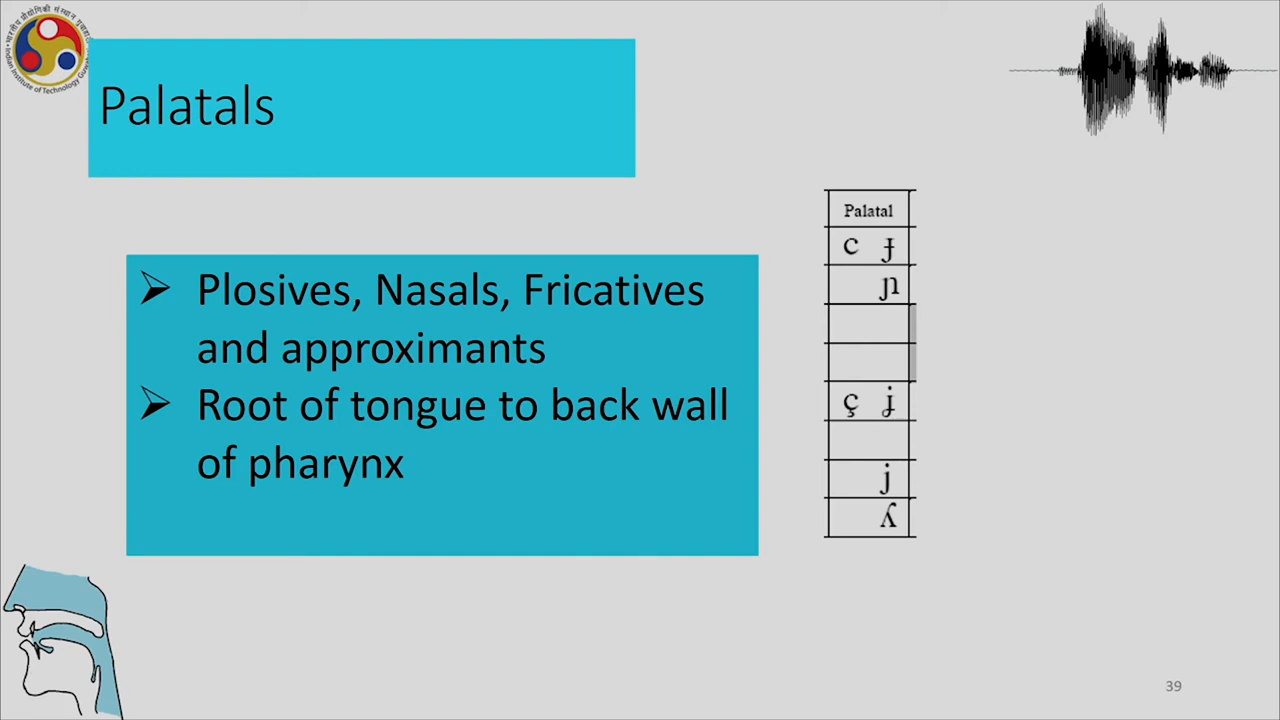 Palatals
Plosives, Nasals, Fricatives
and approximants
Root of tongue to back wall
of pharynx
Palatal
c ɟ
ɲ
ç ʝ
j
ʎ
39